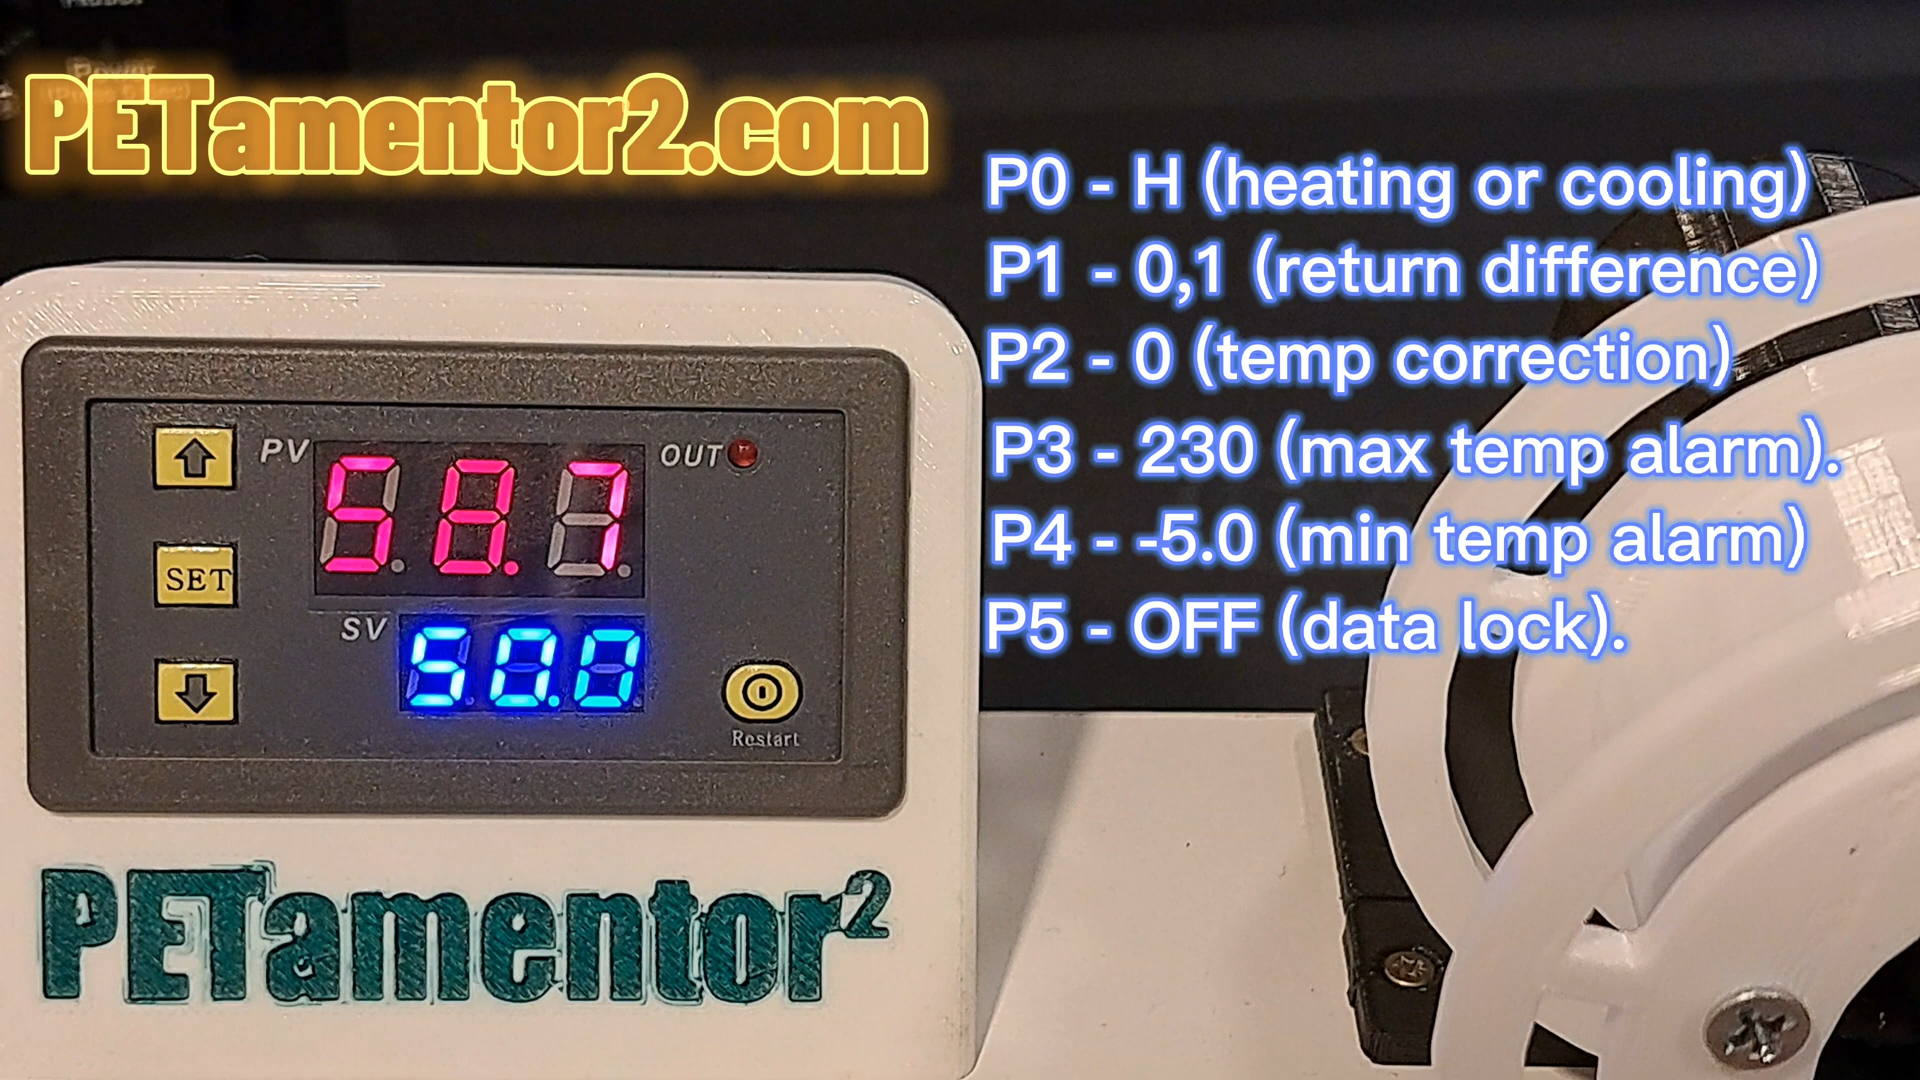 Power
PETamentor2.com
P0 - H (heating or cooling)
P1 - 0,1 (return difference)
P2 - 0 (temp correction)
P3 - 230 (max temp alarm).
P4 - -5.0 (min temp alarm)
P5 - OFF (data lock).
PV
58.7
OUT
SET
SV
50.0
Restart
PETamentor2